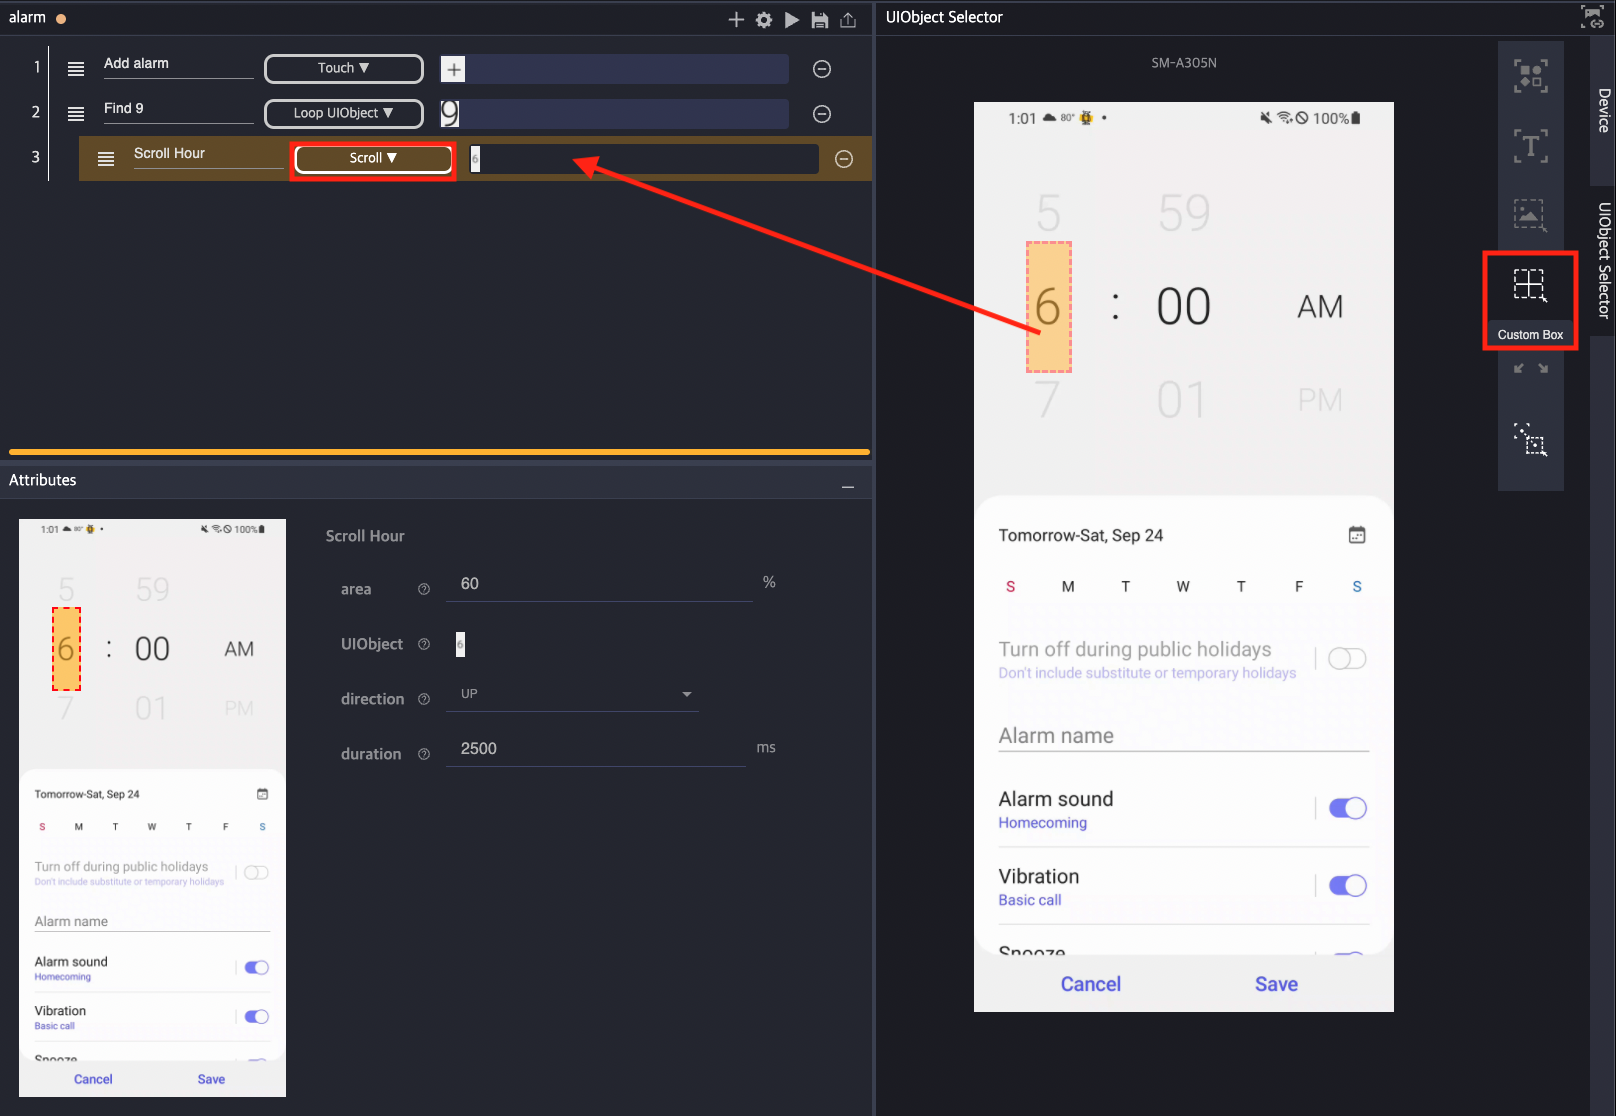 alarm
1 Add alarm Touch ▼ +
2 Find 9 Loop UIObject ▼ 9
3 Scroll Hour Scroll ▼ 6
Attributes
1:01 80° 100%
5 59
6 : 00 AM
7 01 PM
Tomorrow-Sat, Sep 24
S M T W T F S
Turn off during public holidays
Don't include substitute or temporary holidays
Alarm name
Alarm sound
Homecoming
Vibration
Basic call
Snooze
Cancel Save
Scroll Hour
area ? 60 %
UIObject ? 6
direction ? UP
duration ? 2500 ms
UIObject Selector
SM-A305N
1:01 80° 100%
5 59
6 : 00 AM
7 01 PM
Tomorrow-Sat, Sep 24
S M T W T F S
Turn off during public holidays
Don't include substitute or temporary holidays
Alarm name
Alarm sound
Homecoming
Vibration
Basic call
Snooze
Cancel Save
T
Custom Box
Device
UIObject Selector